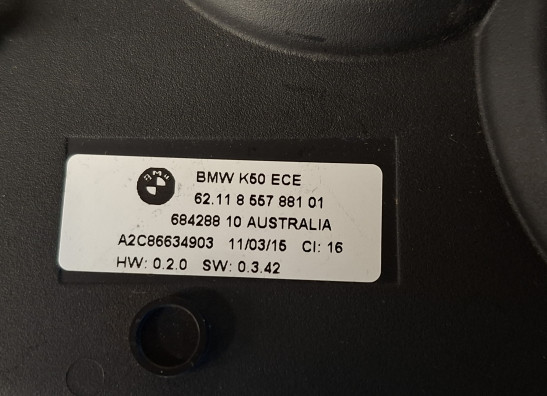 BMW
BMW K50 ECE
62.11 8 557 881 01
684288 10 AUSTRALIA
A2C86634903 11/03/15 CI: 16
HW: 0.2.0 SW: 0.3.42